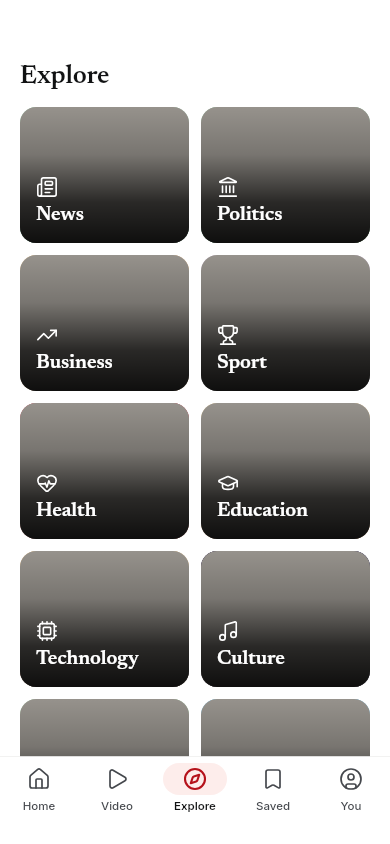 Explore
News
Politics
Business
Sport
Health
Education
Technology
Culture
Home
Video
Explore
Saved
You